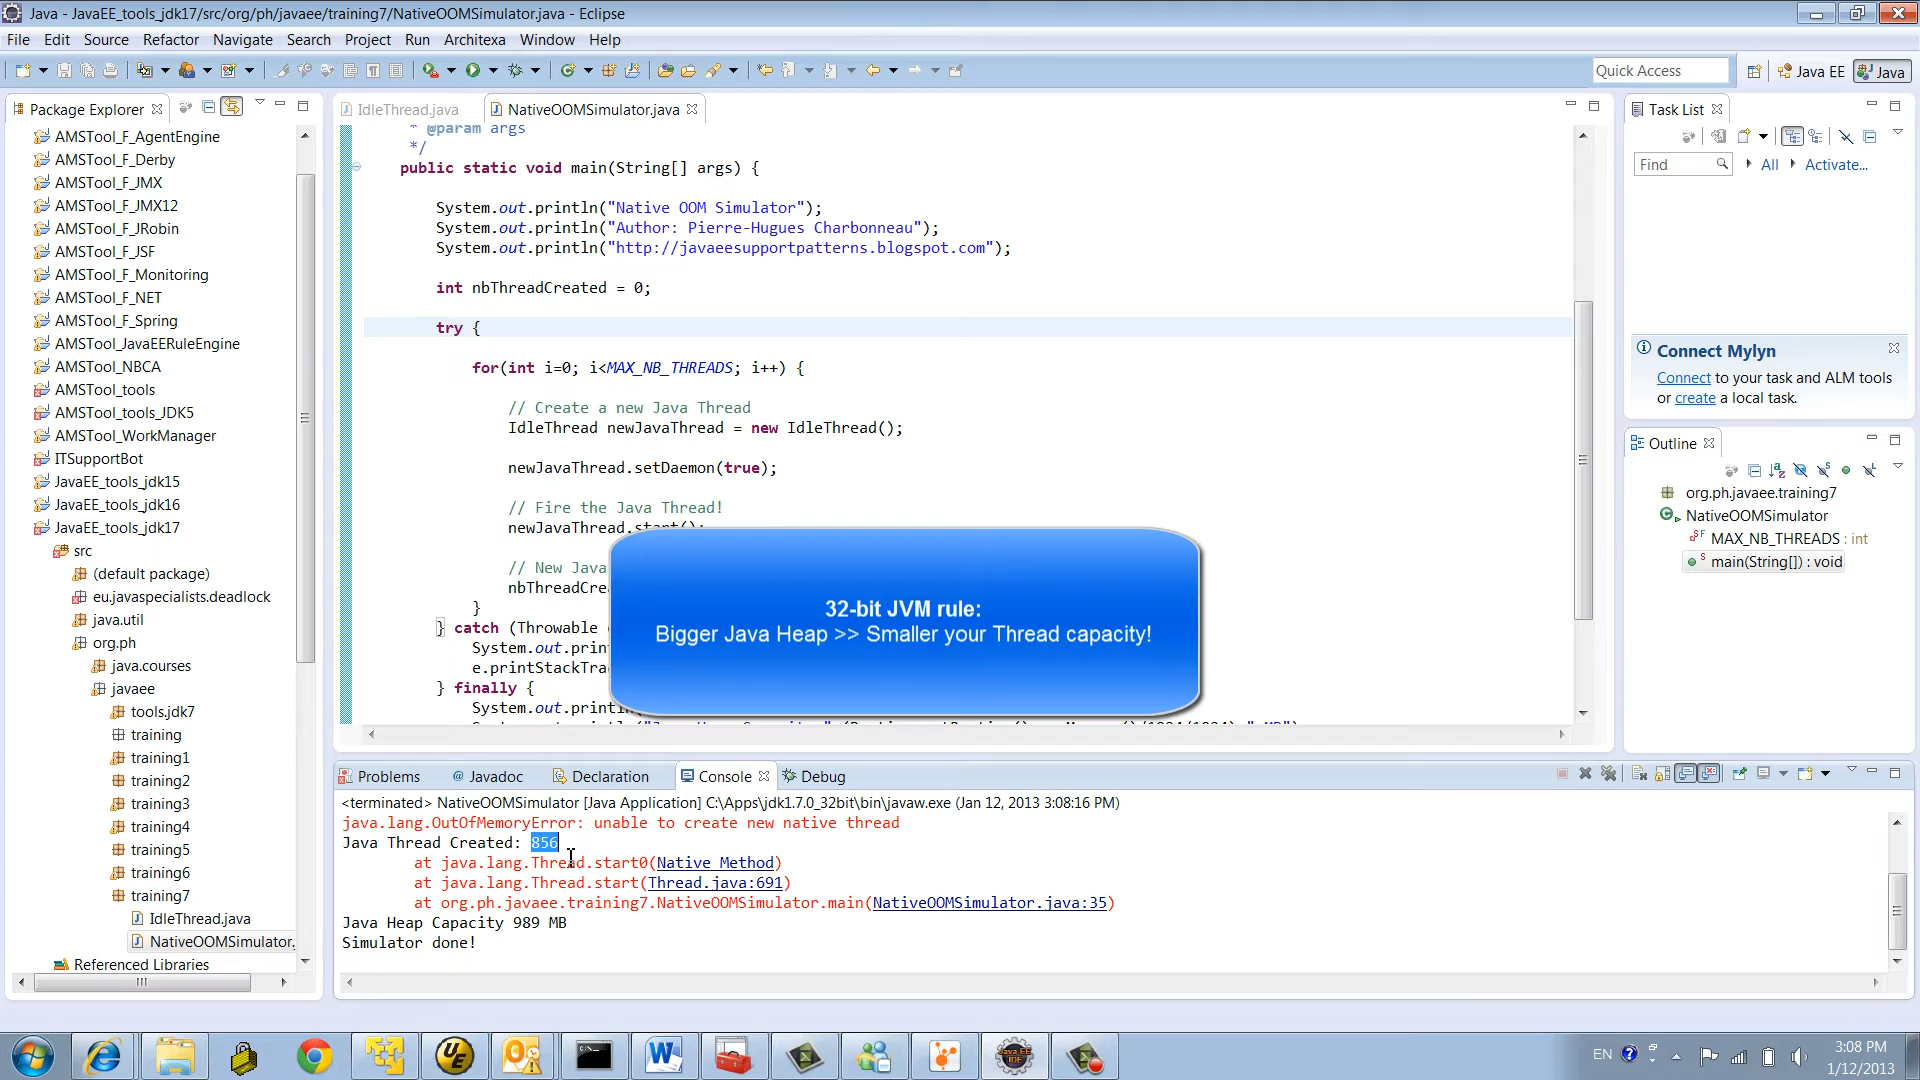 Java - JavaEE_tools_jdk17/src/org/ph/javaee/training7/NativeOOMSimulator.java - Eclipse
File Edit Source Refactor Navigate Search Project Run Architexa Window Help
Quick Access
Java EE
Java
Package Explorer
AMSTool_F_AgentEngine
AMSTool_F_Derby
AMSTool_F_JMX
AMSTool_F_JMX12
AMSTool_F_JRobin
AMSTool_F_JSF
AMSTool_F_Monitoring
AMSTool_F_NET
AMSTool_F_Spring
AMSTool_JavaEERuleEngine
AMSTool_NBCA
AMSTool_tools
AMSTool_tools_JDK5
AMSTool_WorkManager
ITSupportBot
JavaEE_tools_jdk15
JavaEE_tools_jdk16
JavaEE_tools_jdk17
src
(default package)
eu.javaspecialists.deadlock
java.util
org.ph
java.courses
javaee
tools.jdk7
training
training1
training2
training3
training4
training5
training6
training7
IdleThread.java
NativeOOMSimulator.
Referenced Libraries
IdleThread.java
NativeOOMSimulator.java
* @param args
*/
public static void main(String[] args) {
System.out.println("Native OOM Simulator");
System.out.println("Author: Pierre-Hugues Charbonneau");
System.out.println("http://javaeesupportpatterns.blogspot.com");
int nbThreadCreated = 0;
try {
for(int i=0; i<MAX_NB_THREADS; i++) {
// Create a new Java Thread
IdleThread newJavaThread = new IdleThread();
newJavaThread.setDaemon(true);
// Fire the Java Thread!
newJavaThread.start();
// New Java
nbThreadCre
}
} catch (Throwable
System.out.prin
e.printStackTra
} finally {
System.out.println
32-bit JVM rule:
Bigger Java Heap >> Smaller your Thread capacity!
Problems
Javadoc
Declaration
Console
Debug
<terminated> NativeOOMSimulator [Java Application] C:\Apps\jdk1.7.0_32bit\bin\javaw.exe (Jan 12, 2013 3:08:16 PM)
java.lang.OutOfMemoryError: unable to create new native thread
Java Thread Created: 856
at java.lang.Thread.start0(Native Method)
at java.lang.Thread.start(Thread.java:691)
at org.ph.javaee.training7.NativeOOMSimulator.main(NativeOOMSimulator.java:35)
Java Heap Capacity 989 MB
Simulator done!
Task List
Find
All
Activate...
Connect Mylyn
Connect to your task and ALM tools
or create a local task.
Outline
org.ph.javaee.training7
NativeOOMSimulator
MAX_NB_THREADS : int
main(String[]) : void
EN
3:08 PM
1/12/2013